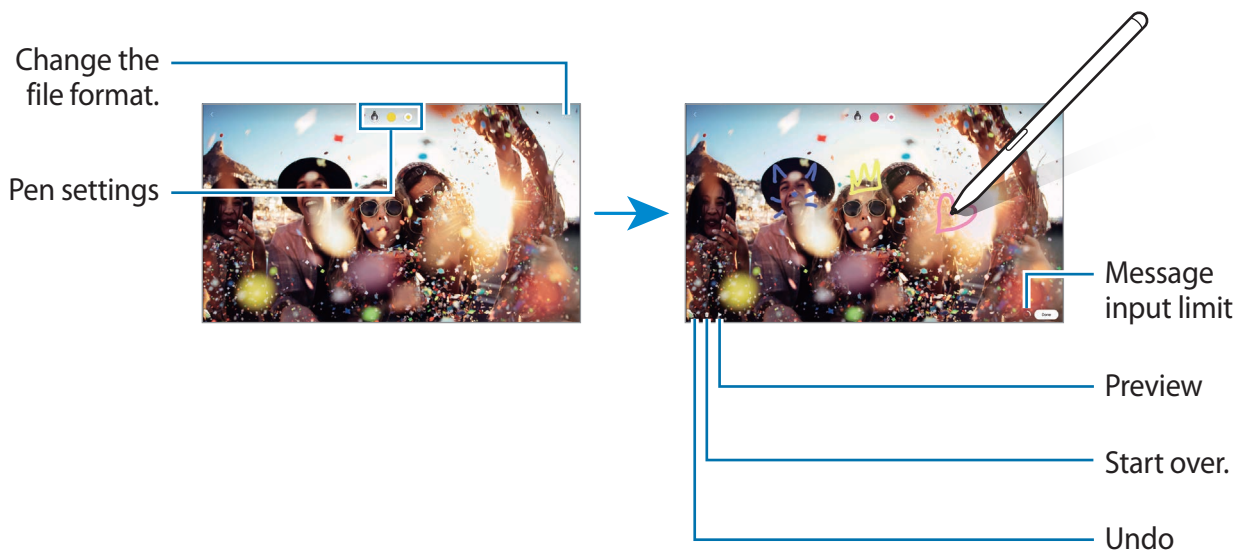 Change the
file format.
Pen settings
Message
input limit
Preview
Start over.
Undo